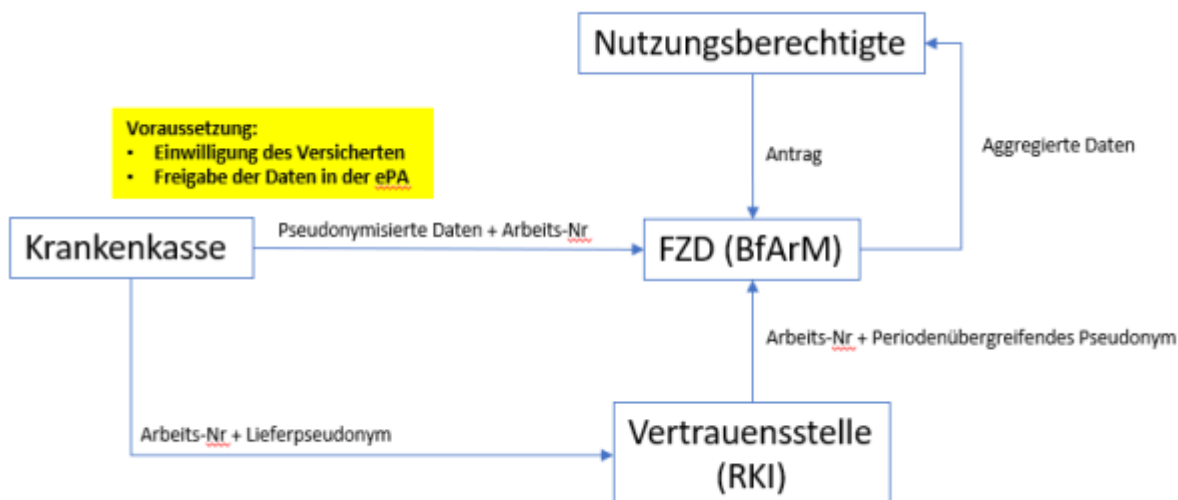 Nutzungsberechtigte
Voraussetzung:
• Einwilligung des Versicherten
• Freigabe der Daten in der ePA
Antrag
Aggregierte Daten
Krankenkasse
Pseudonymisierte Daten + Arbeits-Nr
FZD (BfArM)
Arbeits-Nr + Periodenübergreifendes Pseudonym
Arbeits-Nr + Lieferpseudonym
Vertrauensstelle
(RKI)